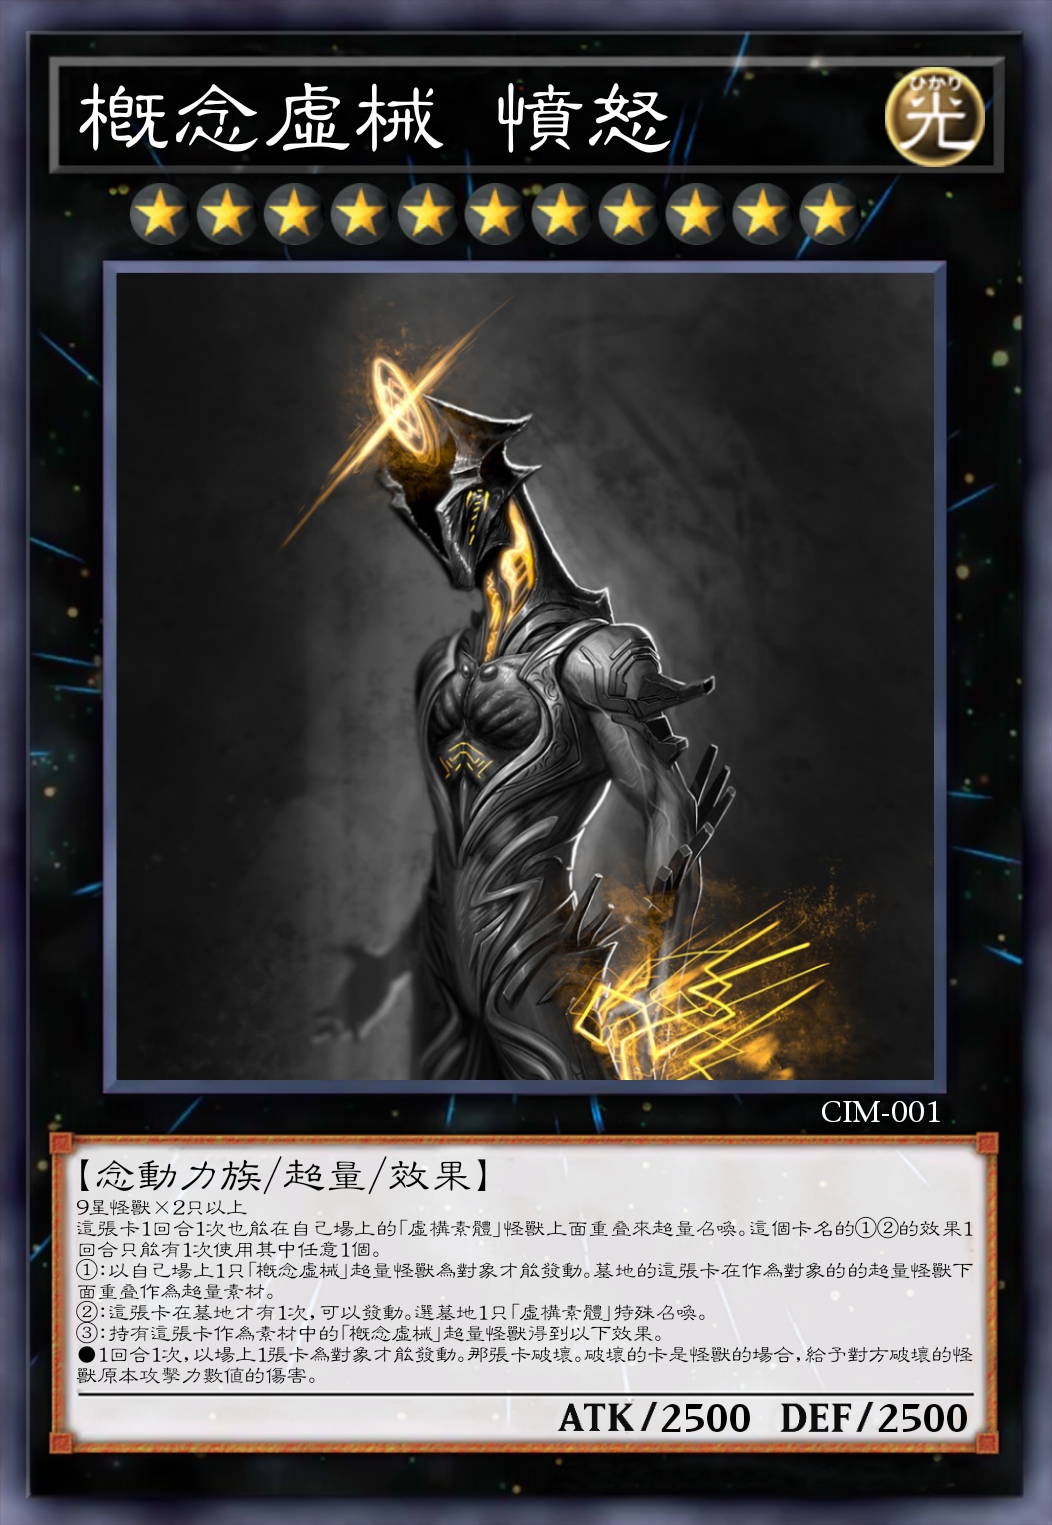 概念虛械 憤怒
ひかり
光
CIM-001
【念動力族/超量/效果】
9星怪獸×2只以上
這張卡1回合1次也能在自己場上的「虛構素體」怪獸上面重疊來超量召喚。這個卡名的①②的效果1
回合只能有1次使用其中任意1個。
①：以自己場上1只「概念虛械」超量怪獸為對象才能發動。墓地的這張卡在作為對象的的超量怪獸下
面重疊作為超量素材。
②：這張卡在墓地才有1次，可以發動。選墓地1只「虛構素體」特殊召喚。
③：持有這張卡作為素材中的「概念虛械」超量怪獸得到以下效果。
●1回合1次，以場上1張卡為對象才能發動。那張卡破壞。破壞的卡是怪獸的場合，給予對方破壞的怪
獸原本攻擊力數值的傷害。
ATK/2500 DEF/2500